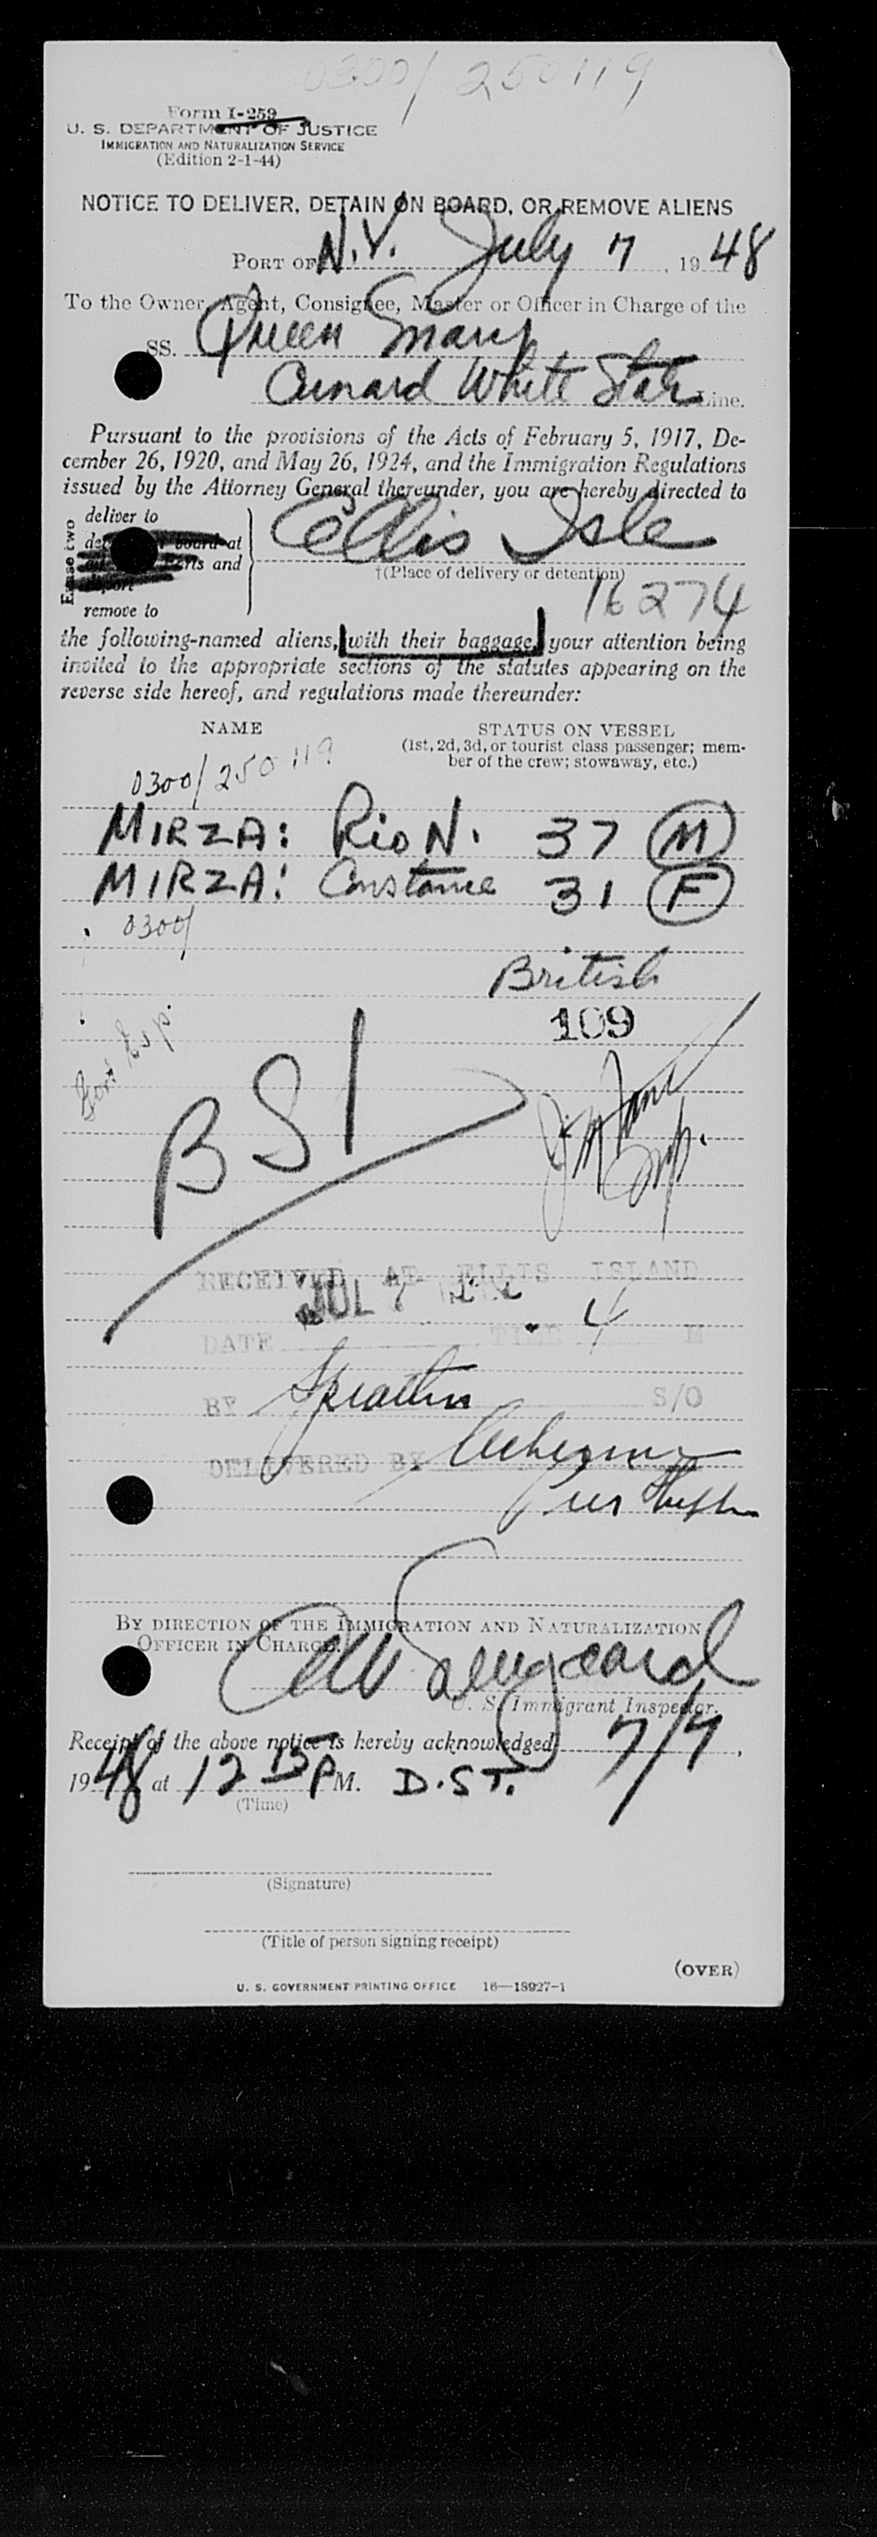 0300/250119
Form I-259
U. S. DEPARTMENT OF JUSTICE
IMMIGRATION AND NATURALIZATION SERVICE
(Edition 2-1-44)
NOTICE TO DELIVER, DETAIN ON BOARD, OR REMOVE ALIENS
PORT OF N.Y. July 7, 1948
To the Owner, Agent, Consignee, Master or Officer in Charge of the
SS. Queen Mary
Cunard White Star Line.
Pursuant to the provisions of the Acts of February 5, 1917, De-
cember 26, 1920, and May 26, 1924, and the Immigration Regulations
issued by the Attorney General thereunder, you are hereby directed to
Erase two
deliver to
board at
and
remove to
Ellis Isle
†(Place of delivery or detention)
16274
the following-named aliens, with their baggage, your attention being
invited to the appropriate sections of the statutes appearing on the
reverse side hereof, and regulations made thereunder:
NAME
STATUS ON VESSEL
(1st, 2d, 3d, or tourist class passenger; mem-
ber of the crew; stowaway, etc.)
0300/250119
MIRZA: Rio N. 37 M
MIRZA: Constance 31 F
0300/
British
109
BSI
RECEIVED AT ELLIS ISLAND
JUL 7
DATE TIME 4 M
BY S/O
DELIVERED BY
BY DIRECTION OF THE IMMIGRATION AND NATURALIZATION
OFFICER IN CHARGE.
U. S. Immigrant Inspector.
Receipt of the above notice is hereby acknowledged 7/7,
1948 at 12 15 P M. D.S.T.
(Time)
(Signature)
(Title of person signing receipt)
(OVER)
U. S. GOVERNMENT PRINTING OFFICE 16—18927-1